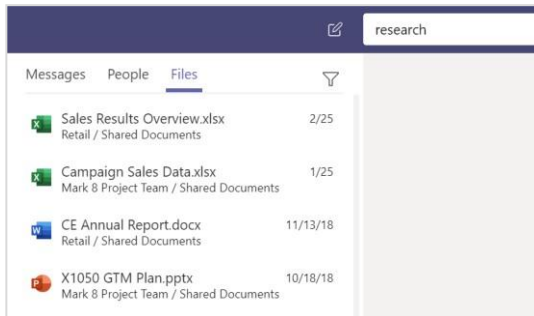 research
Messages People Files
Sales Results Overview.xlsx 2/25
Retail / Shared Documents
Campaign Sales Data.xlsx 1/25
Mark 8 Project Team / Shared Documents
CE Annual Report.docx 11/13/18
Retail / Shared Documents
X1050 GTM Plan.pptx 10/18/18
Mark 8 Project Team / Shared Documents